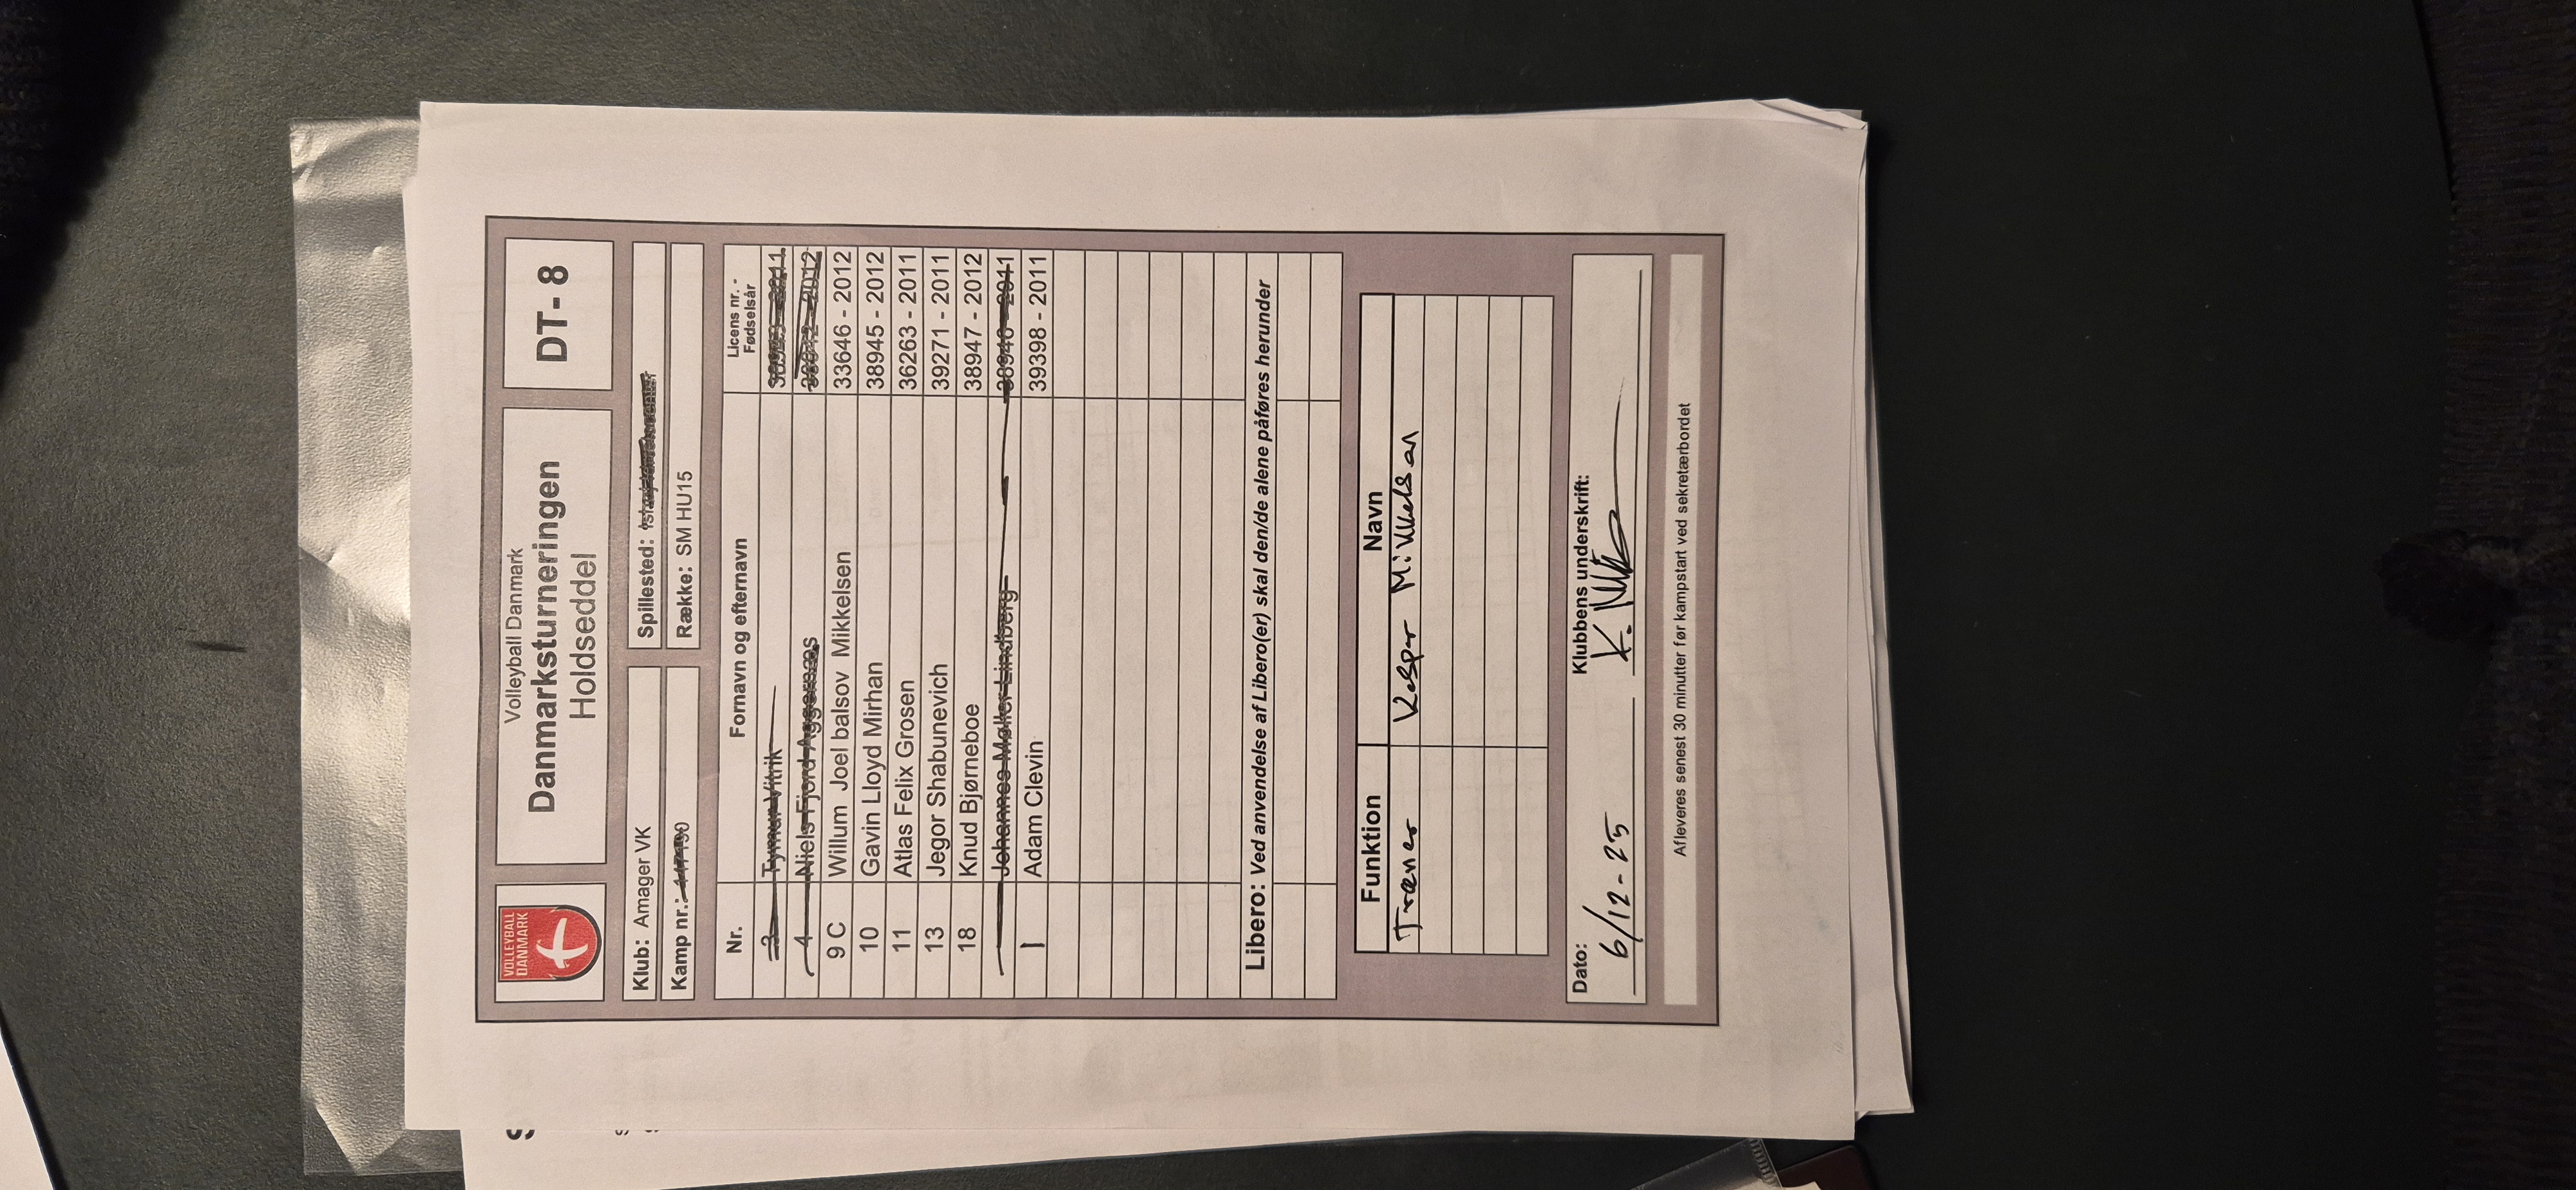 VOLLEYBALL
DANMARK
Volleyball Danmark
Danmarksturneringen
Holdseddel
DT- 8
Klub: Amager VK
Spillested:
Kamp nr.:
Række: SM HU15
Nr. Fornavn og efternavn Licens nr. - Fødselsår
3 Tymur Vitrik
4 Niels Fjord 2012
9 C Willum Joel balsov Mikkelsen 33646 - 2012
10 Gavin Lloyd Mirhan 38945 - 2012
11 Atlas Felix Grosen 36263 - 2011
13 Jegor Shabunevich 39271 - 2011
18 Knud Bjørneboe 38947 - 2012
Johannes Møller Lindberg 38946 - 2011
1 Adam Clevin 39398 - 2011
Libero: Ved anvendelse af Libero(er) skal den/de alene påføres herunder
Funktion Navn
Træner Kasper Mikkelsen
Dato: Klubbens underskrift:
6/12-25 K.
Afleveres senest 30 minutter før kampstart ved sekretærbordet